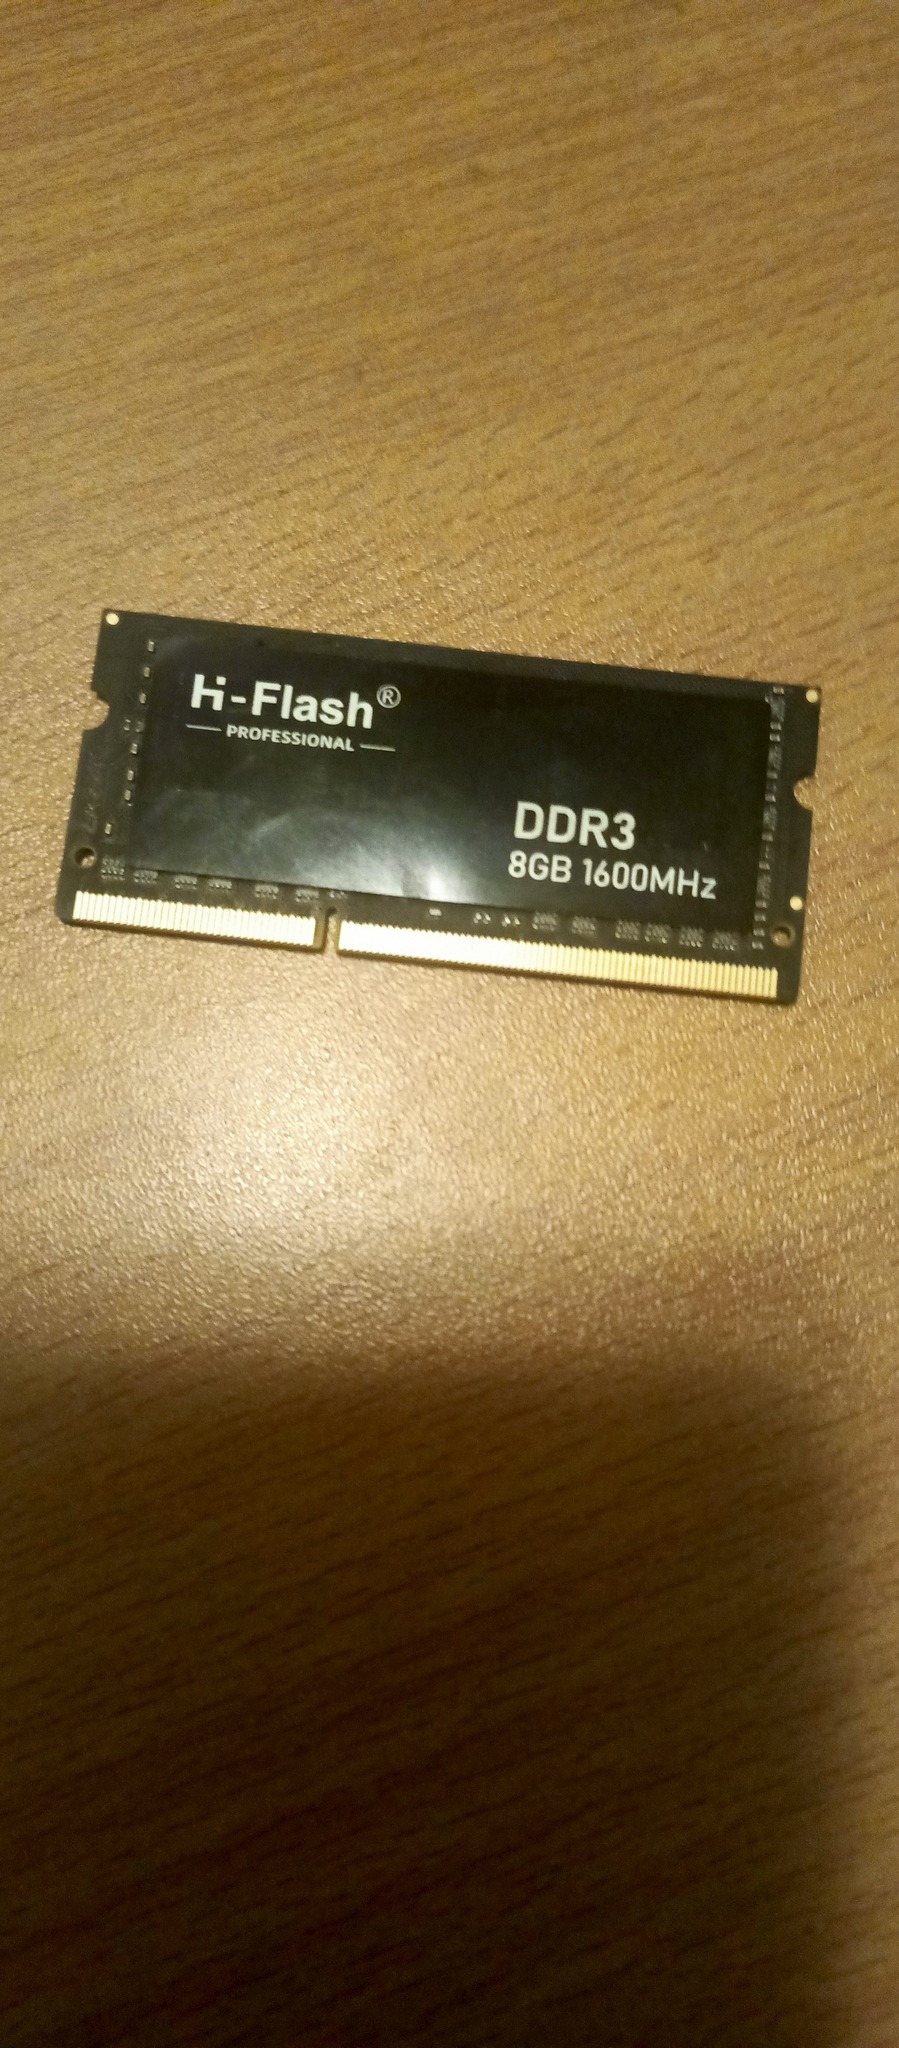 Hi-Flash®
PROFESSIONAL
DDR3
8GB 1600MHz